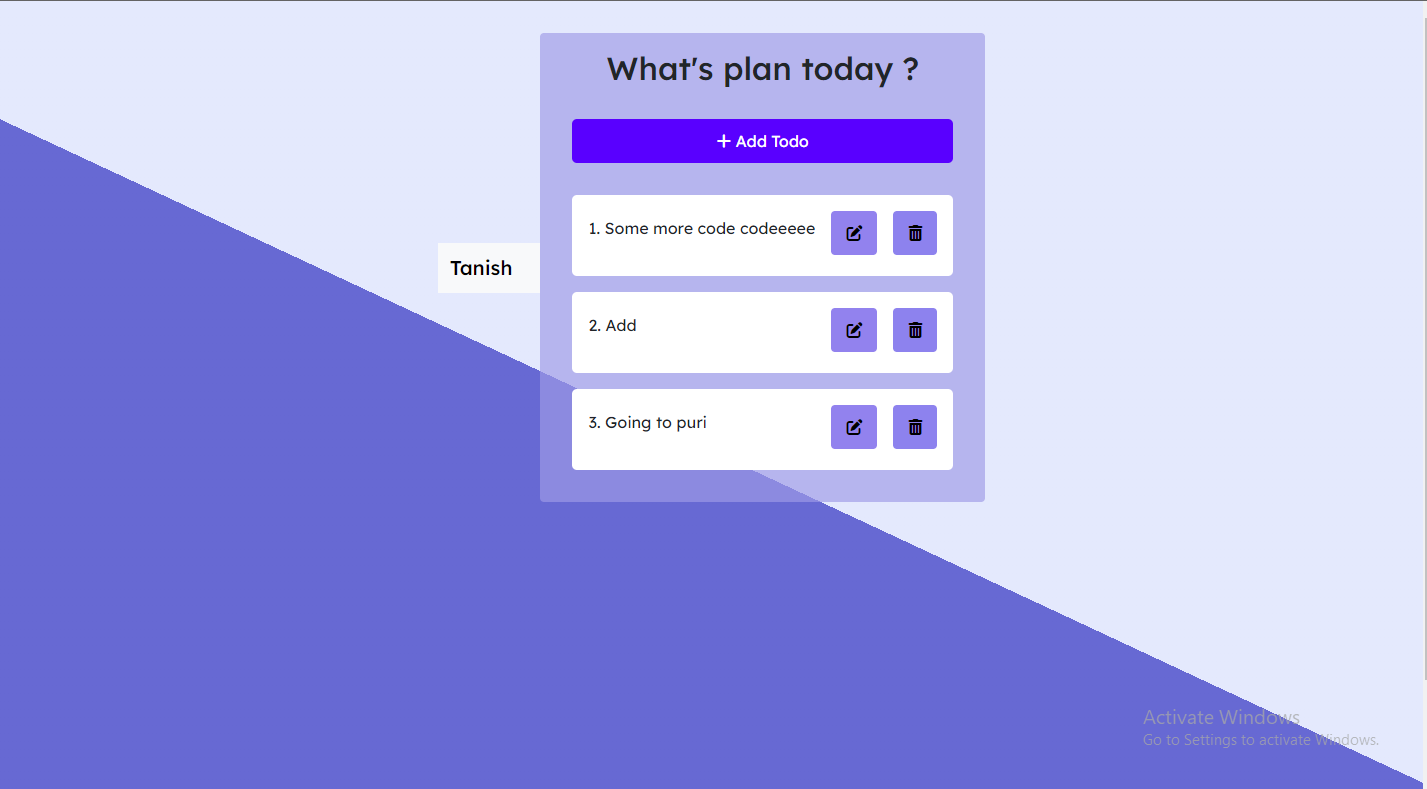 What's plan today ?
+ Add Todo
Tanish
1. Some more code codeeeee
2. Add
3. Going to puri
Activate Windows
Go to Settings to activate Windows.